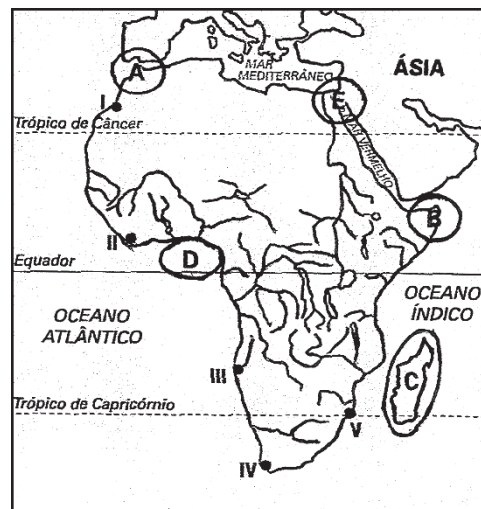 MAR
MEDITERRÂNEO
ÁSIA
A
E
I
Trópico de Câncer
MAR VERMELHO
B
II
D
Equador
OCEANO
ATLÂNTICO
OCEANO
ÍNDICO
III
C
Trópico de Capricórnio
V
IV